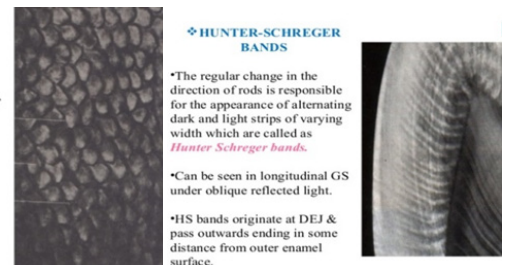 ❖HUNTER-SCHREGER
BANDS
•The regular change in the
direction of rods is responsible
for the appearance of alternating
dark and light strips of varying
width which are called as
Hunter Schreger bands.
•Can be seen in longitudinal GS
under oblique reflected light.
•HS bands originate at DEJ &
pass outwards ending in some
distance from outer enamel
surface.